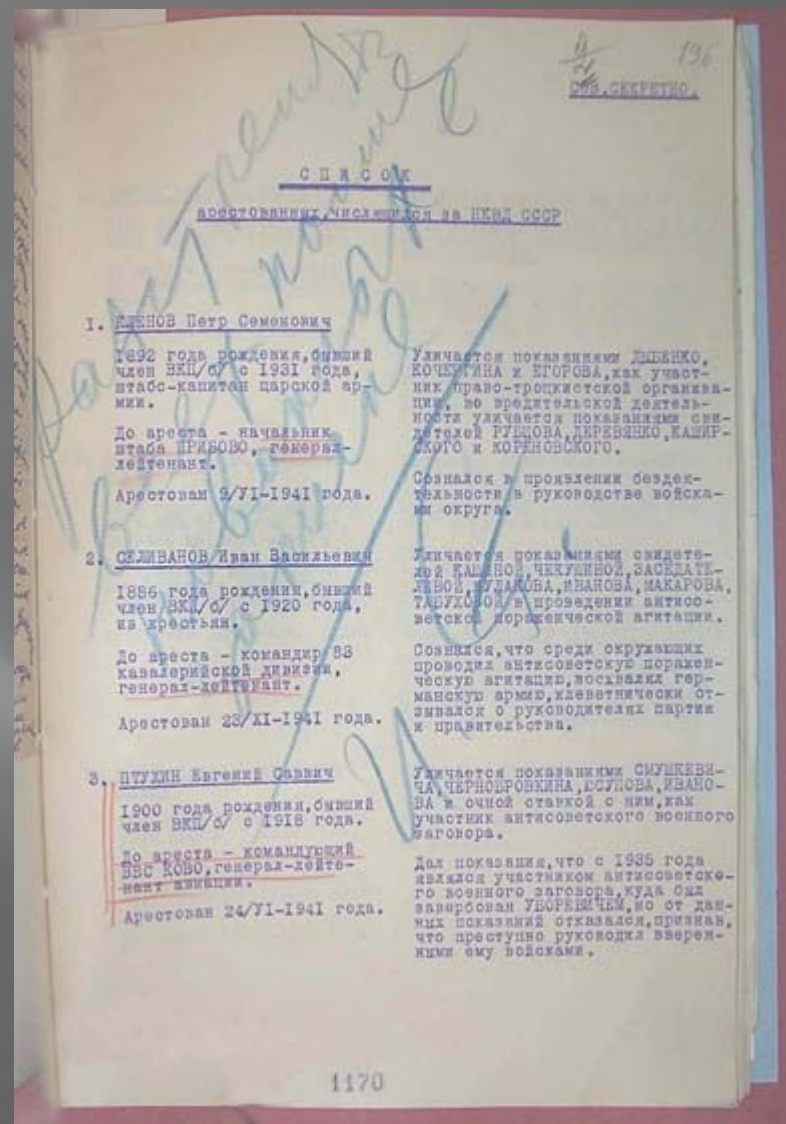 196
СОВ.СЕКРЕТНО.
СПИСОК
арестованных, числящихся за НКВД СССР
1. КЛЕНОВ Петр Семенович
1892 года рождения, бывший
член ВКП/б/ с 1931 года,
штабс-капитан царской ар-
мии.
До ареста - начальник
штаба ПРИБОВО, генерал-
лейтенант.
Арестован 9/УІ-1941 года.
Уличается показаниями ДЫБЕНКО,
КОЧЕРГИНА и ЕГОРОВА, как участ-
ник право-троцкистской организа-
ции, во вредительской деятель-
ности уличается показаниями сви-
детелей РУБЦОВА, ДЕРЕВЯНКО, КАШИР-
СКОГО и КОРЕНОВСКОГО.
Сознался в проявлении бездея-
тельности в руководстве войска-
ми округа.
2. СЕЛИВАНОВ Иван Васильевич
1886 года рождения, бывший
член ВКП/б/ с 1920 года,
из крестьян.
До ареста - командир 83
кавалерийской дивизии,
генерал-лейтенант.
Арестован 23/ХІ-1941 года.
Уличается показаниями свидете-
лей ЧЕКУШИНОЙ, ЗАСЕДАТЕ-
ЛЕВОЙ, КУЛАКОВА, ИВАНОВА, МАКАРОВА,
ТАБУХОВОЙ в проведении антисо-
ветской пораженческой агитации.
Сознался, что среди окружающих
проводил антисоветскую поражен-
ческую агитацию, восхвалял гер-
манскую армию, клеветнически от-
зывался о руководителях партии
и правительства.
3. ПТУХИН Евгений Саввич
1900 года рождения, бывший
член ВКП/б/ с 1918 года.
До ареста - командующий
ВВС КОВО, генерал-лейте-
нант авиации.
Арестован 24/УІ-1941 года.
Уличается показаниями СМУШКЕВИ-
ЧА, ЧЕРНОБРОВКИНА, ЮСУПОВА, ИВАНО-
ВА и очной ставкой с ним, как
участник антисоветского военного
заговора.
Дал показания, что с 1935 года
являлся участником антисоветско-
го военного заговора, куда был
завербован УБОРЕВИЧЕМ, но от дан-
ных показаний отказался, признав,
что преступно руководил вверен-
ными ему войсками.
1170